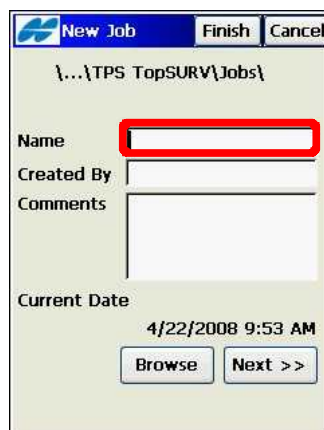 New Job Finish Cancel
\...\TPS TopSURV\Jobs\
Name
Created By
Comments
Current Date
4/22/2008 9:53 AM
Browse Next >>